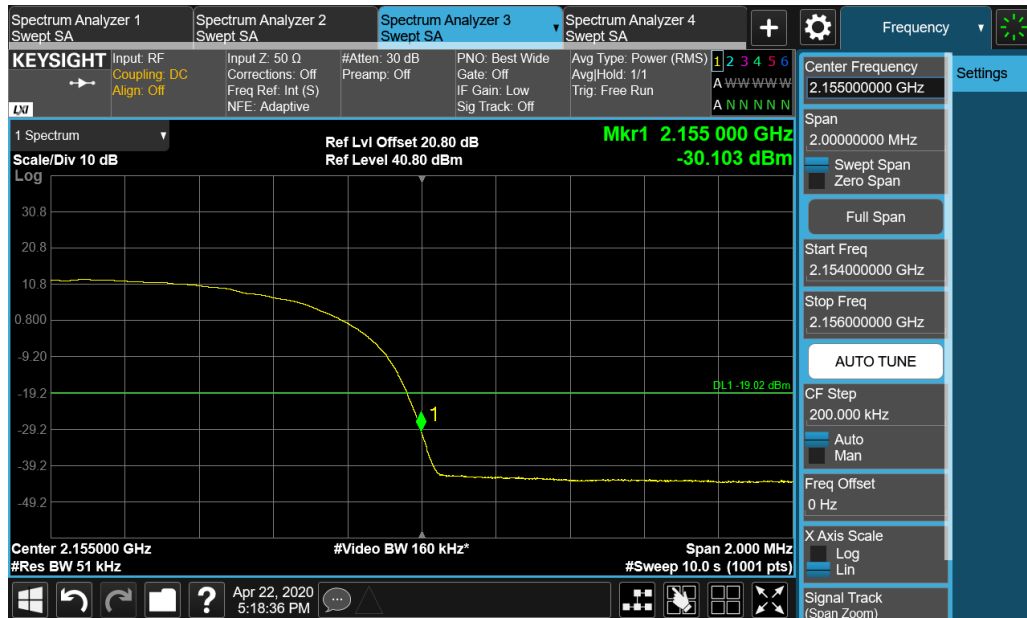 Spectrum Analyzer 1
Swept SA
Spectrum Analyzer 2
Swept SA
Spectrum Analyzer 3
Swept SA
Spectrum Analyzer 4
Swept SA
Frequency
KEYSIGHT
LXI
Input: RF
Coupling: DC
Align: Off
Input Z: 50 Ω
Corrections: Off
Freq Ref: Int (S)
NFE: Adaptive
#Atten: 30 dB
Preamp: Off
PNO: Best Wide
Gate: Off
IF Gain: Low
Sig Track: Off
Avg Type: Power (RMS)
Avg|Hold: 1/1
Trig: Free Run
1 2 3 4 5 6
A W W W W W
A N N N N N
1 Spectrum
Scale/Div 10 dB
Log
Ref Lvl Offset 20.80 dB
Ref Level 40.80 dBm
Mkr1 2.155 000 GHz
-30.103 dBm
30.8
20.8
10.8
0.800
-9.20
-19.2
-29.2
-39.2
-49.2
DL1 -19.02 dBm
1
Center 2.155000 GHz
#Res BW 51 kHz
#Video BW 160 kHz*
Span 2.000 MHz
#Sweep 10.0 s (1001 pts)
Center Frequency
2.155000000 GHz
Span
2.00000000 MHz
Swept Span
Zero Span
Full Span
Start Freq
2.154000000 GHz
Stop Freq
2.156000000 GHz
AUTO TUNE
CF Step
200.000 kHz
Auto
Man
Freq Offset
0 Hz
X Axis Scale
Log
Lin
Signal Track
(Span Zoom)
Settings
?
Apr 22, 2020
5:18:36 PM